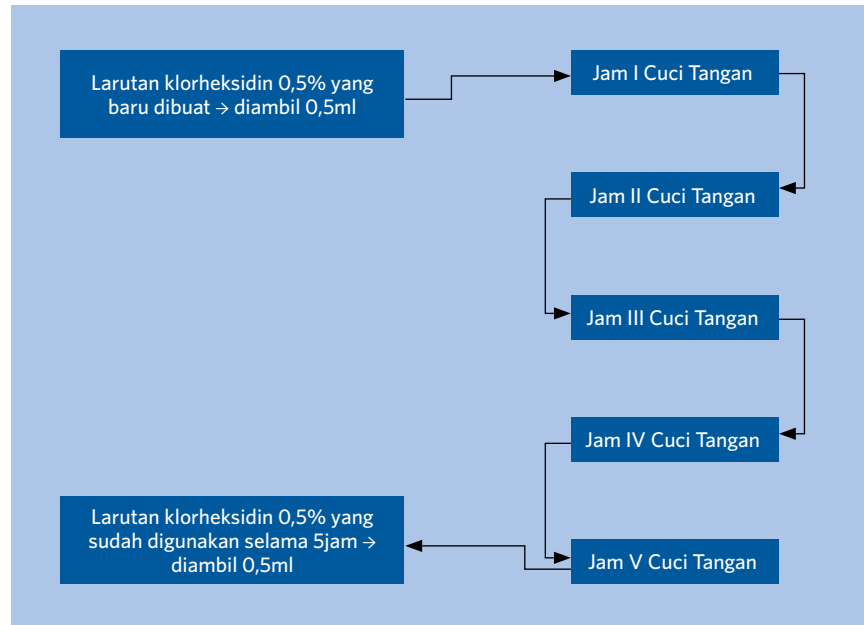 Larutan klorheksidin 0,5% yang
baru dibuat → diambil 0,5ml
Jam I Cuci Tangan
Jam II Cuci Tangan
Jam III Cuci Tangan
Jam IV Cuci Tangan
Jam V Cuci Tangan
Larutan klorheksidin 0,5% yang
sudah digunakan selama 5jam →
diambil 0,5ml